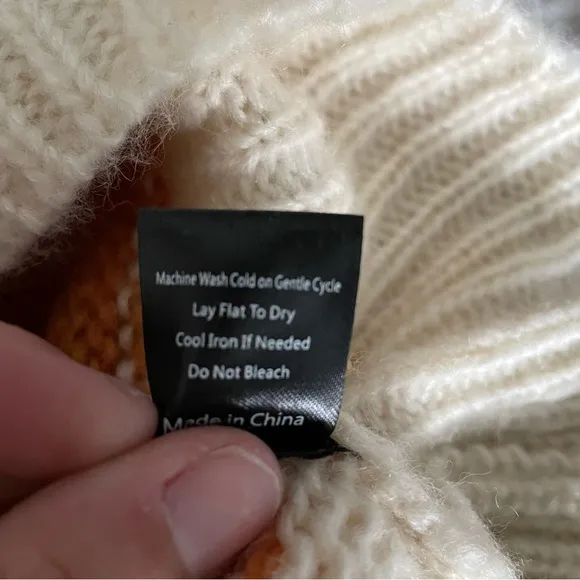 Machine Wash Cold on Gentle Cycle
Lay Flat To Dry
Cool Iron If Needed
Do Not Bleach
Made in China